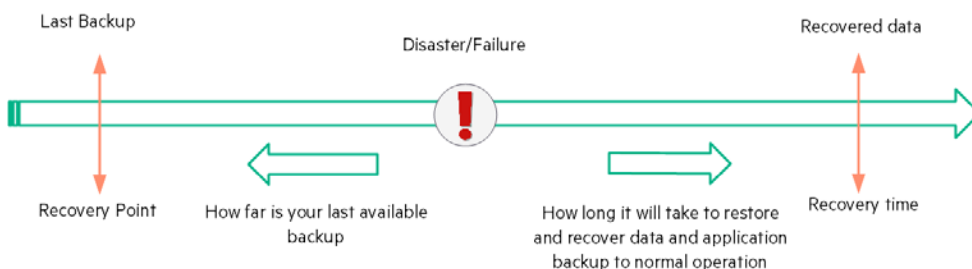 Last Backup
Disaster/Failure
Recovered data
!
Recovery Point
How far is your last available
backup
How long it will take to restore
and recover data and application
backup to normal operation
Recovery time